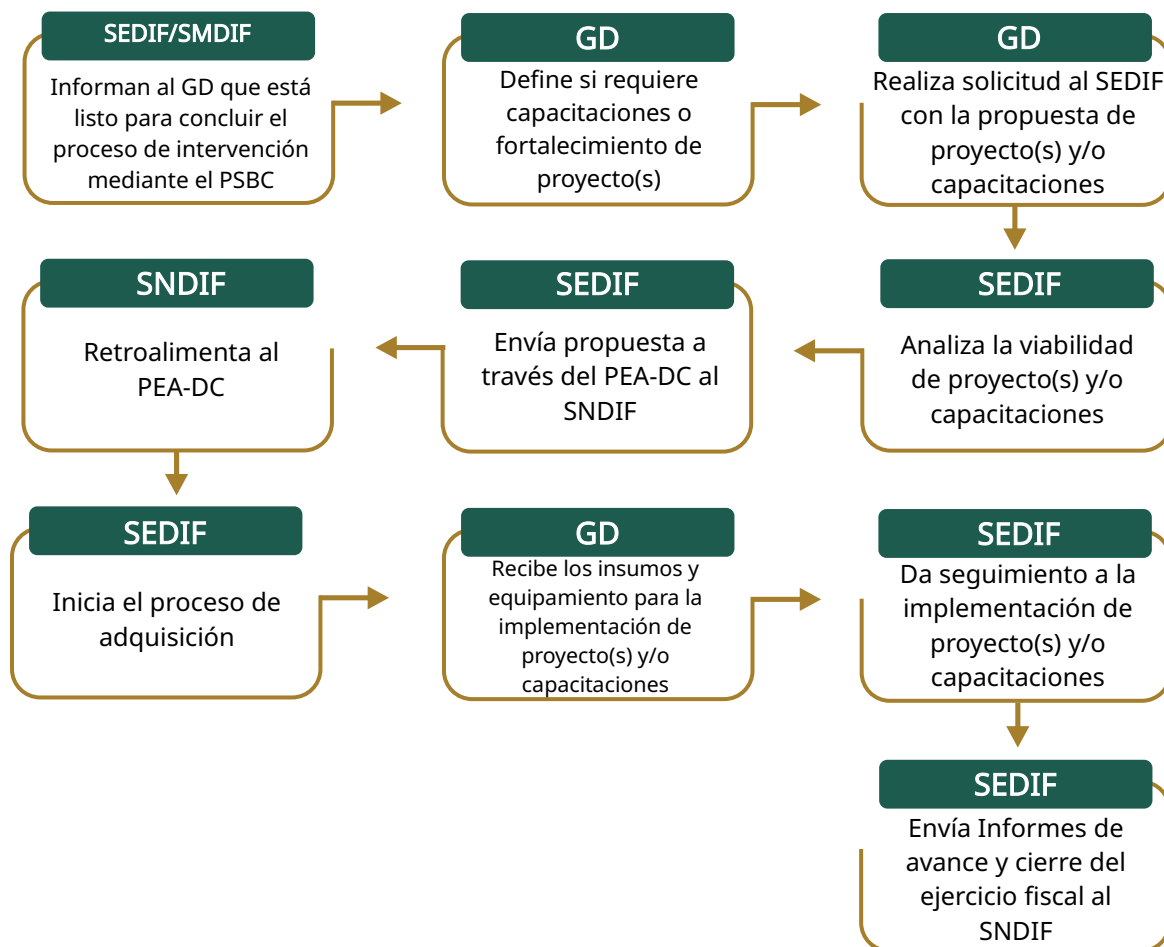 SEDIF/SMDIF
Informan al GD que está
listo para concluir el
proceso de intervención
mediante el PSBC
GD
Define si requiere
capacitaciones o
fortalecimiento de
proyecto(s)
GD
Realiza solicitud al SEDIF
con la propuesta de
proyecto(s) y/o
capacitaciones
SEDIF
Analiza la viabilidad
de proyecto(s) y/o
capacitaciones
SEDIF
Envía propuesta a
través del PEA-DC al
SNDIF
SNDIF
Retroalimenta al
PEA-DC
SEDIF
Inicia el proceso de
adquisición
GD
Recibe los insumos y
equipamiento para la
implementación de
proyecto(s) y/o
capacitaciones
SEDIF
Da seguimiento a la
implementación de
proyecto(s) y/o
capacitaciones
SEDIF
Envía Informes de
avance y cierre del
ejercicio fiscal al
SNDIF